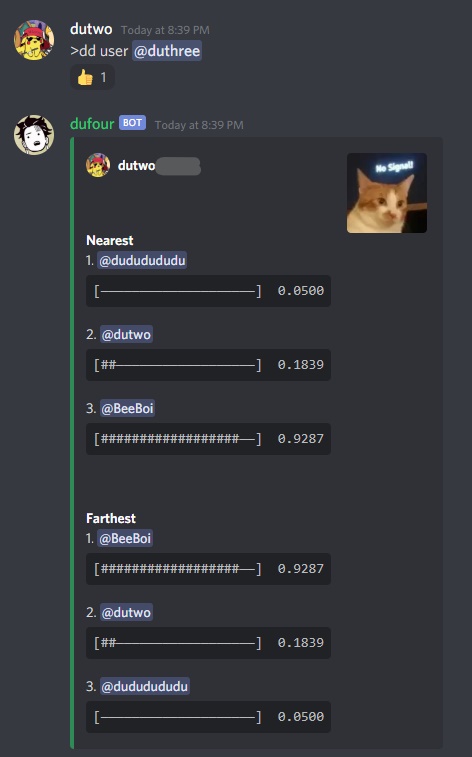 dutwo Today at 8:39 PM
>dd user @duthree
👍 1
dufour BOT Today at 8:39 PM
dutwo
No Signal!
Nearest
1. @dudududududu
[————————————————————] 0.0500
2. @dutwo
[##——————————————————] 0.1839
3. @BeeBoi
[##################——] 0.9287
Farthest
1. @BeeBoi
[##################——] 0.9287
2. @dutwo
[##——————————————————] 0.1839
3. @dudududududu
[————————————————————] 0.0500